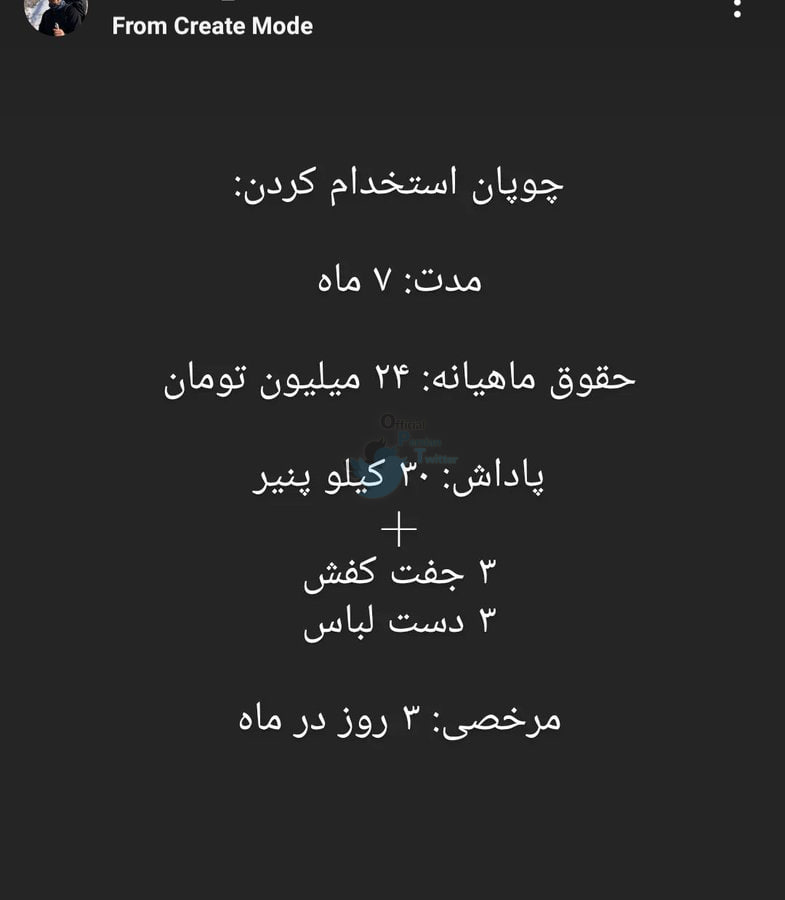 From Create Mode
چوپان استخدام کردن:
مدت: ۷ ماه
حقوق ماهیانه: ۲۴ میلیون تومان
پاداش: ۳۰ کیلو پنیر
+
۳ جفت کفش
۳ دست لباس
مرخصی: ۳ روز در ماه
Official
Persian
Twitter